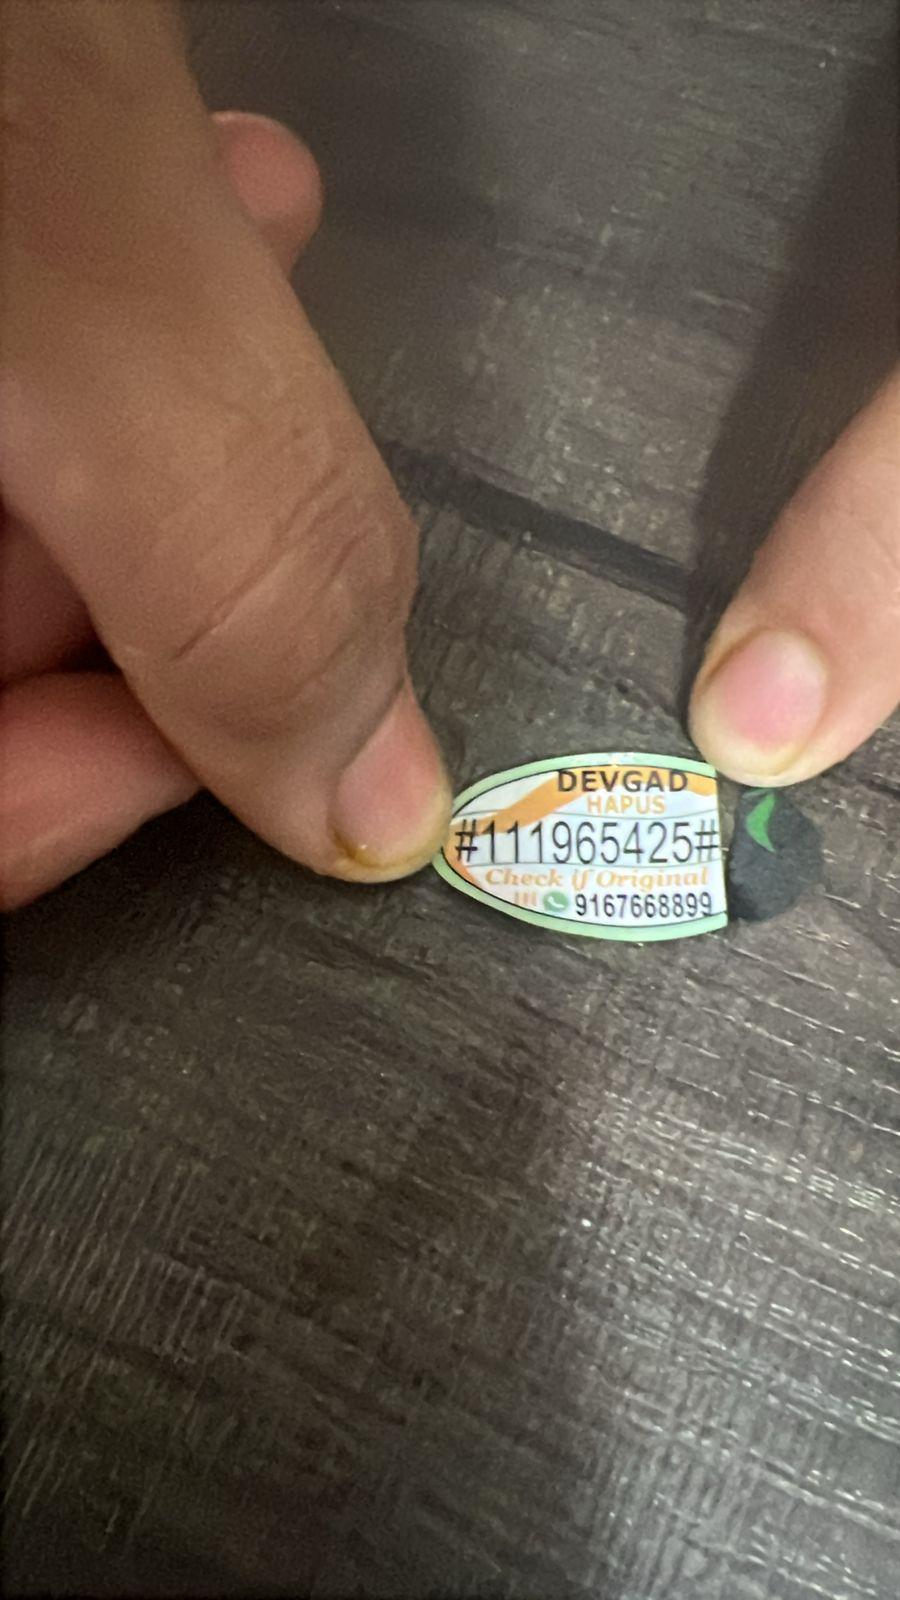 DEVGAD
HAPUS
#111965425#
Check if Original
9167668899